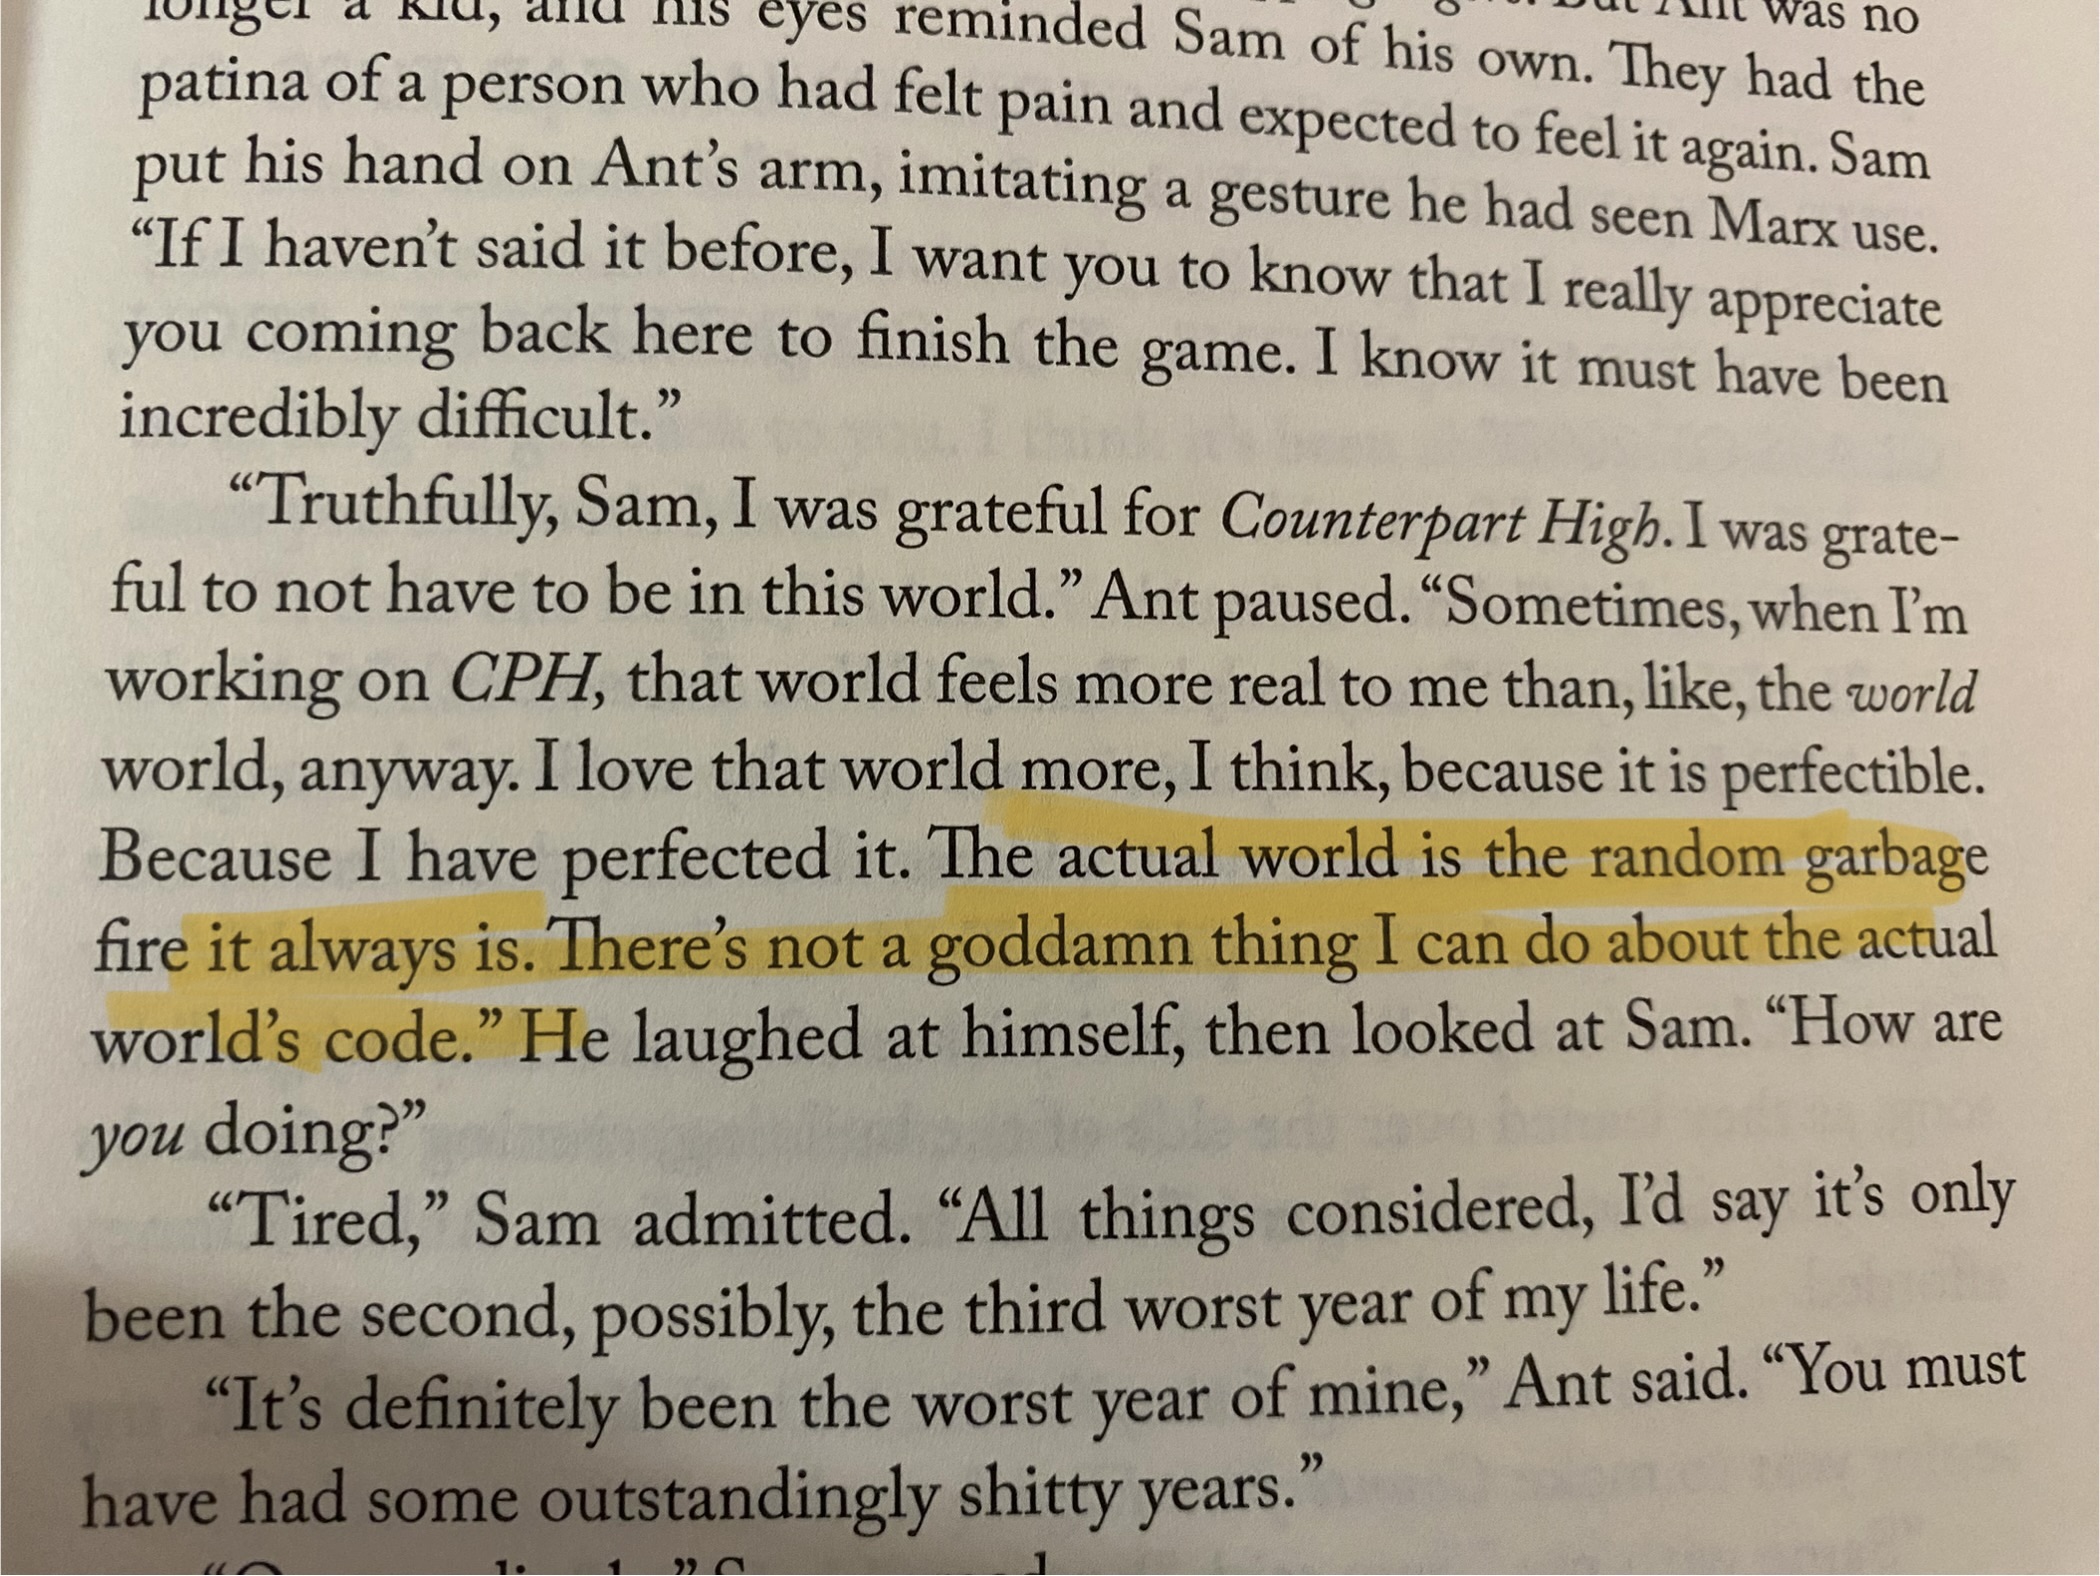 longer a kid, and his eyes reminded Sam of his own. They had the
patina of a person who had felt pain and expected to feel it again. Sam
put his hand on Ant’s arm, imitating a gesture he had seen Marx use.
“If I haven’t said it before, I want you to know that I really appreciate
you coming back here to finish the game. I know it must have been
incredibly difficult.”
“Truthfully, Sam, I was grateful for Counterpart High. I was grate-
ful to not have to be in this world.” Ant paused. “Sometimes, when I’m
working on CPH, that world feels more real to me than, like, the world
world, anyway. I love that world more, I think, because it is perfectible.
Because I have perfected it. The actual world is the random garbage
fire it always is. There’s not a goddamn thing I can do about the actual
world’s code.” He laughed at himself, then looked at Sam. “How are
you doing?”
“Tired,” Sam admitted. “All things considered, I’d say it’s only
been the second, possibly, the third worst year of my life.”
“It’s definitely been the worst year of mine,” Ant said. “You must
have had some outstandingly shitty years.”